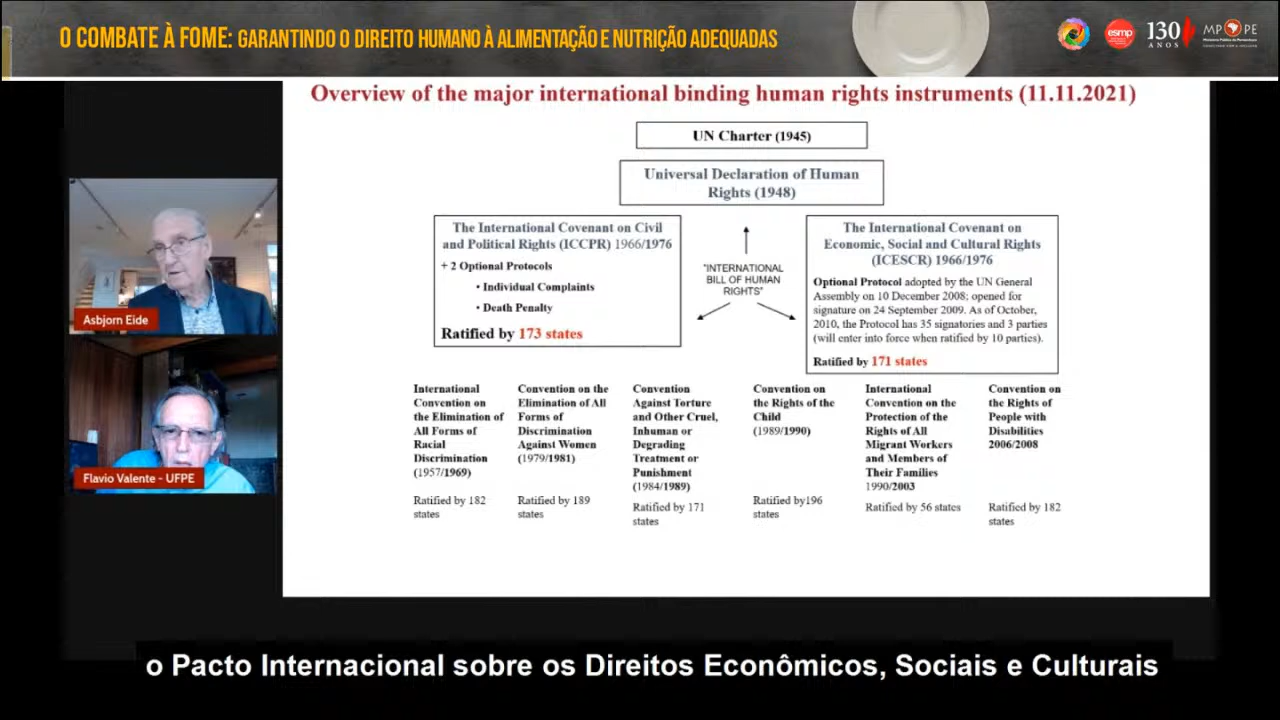 O COMBATE À FOME: GARANTINDO O DIREITO HUMANO À ALIMENTAÇÃO E NUTRIÇÃO ADEQUADAS
esmp
130
ANOS
MPPE
Overview of the major international binding human rights instruments (11.11.2021)
UN Charter (1945)
Universal Declaration of Human
Rights (1948)
The International Covenant on Civil
and Political Rights (ICCPR) 1966/1976
+ 2 Optional Protocols
• Individual Complaints
• Death Penalty
Ratified by 173 states
"INTERNATIONAL
BILL OF HUMAN
RIGHTS"
The International Covenant on
Economic, Social and Cultural Rights
(ICESCR) 1966/1976
Optional Protocol adopted by the UN General
Assembly on 10 December 2008; opened for
signature on 24 September 2009. As of October,
2010, the Protocol has 35 signatories and 3 parties
(will enter into force when ratified by 10 parties).
Ratified by 171 states
International
Convention on
the Elimination of
All Forms of
Racial
Discrimination
(1957/1969)
Ratified by 182
states
Convention on the
Elimination of All
Forms of
Discrimination
Against Women
(1979/1981)
Ratified by 189
states
Convention
Against Torture
and Other Cruel,
Inhuman or
Degrading
Treatment or
Punishment
(1984/1989)
Ratified by 171
states
Convention on
the Rights of the
Child
(1989/1990)
Ratified by196
states
International
Convention on the
Protection of the
Rights of All
Migrant Workers
and Members of
Their Families
1990/2003
Ratified by 56 states
Convention on
the Rights of
People with
Disabilities
2006/2008
Ratified by 182
states
Asbjorn Eide
Flavio Valente - UFPE
o Pacto Internacional sobre os Direitos Econômicos, Sociais e Culturais